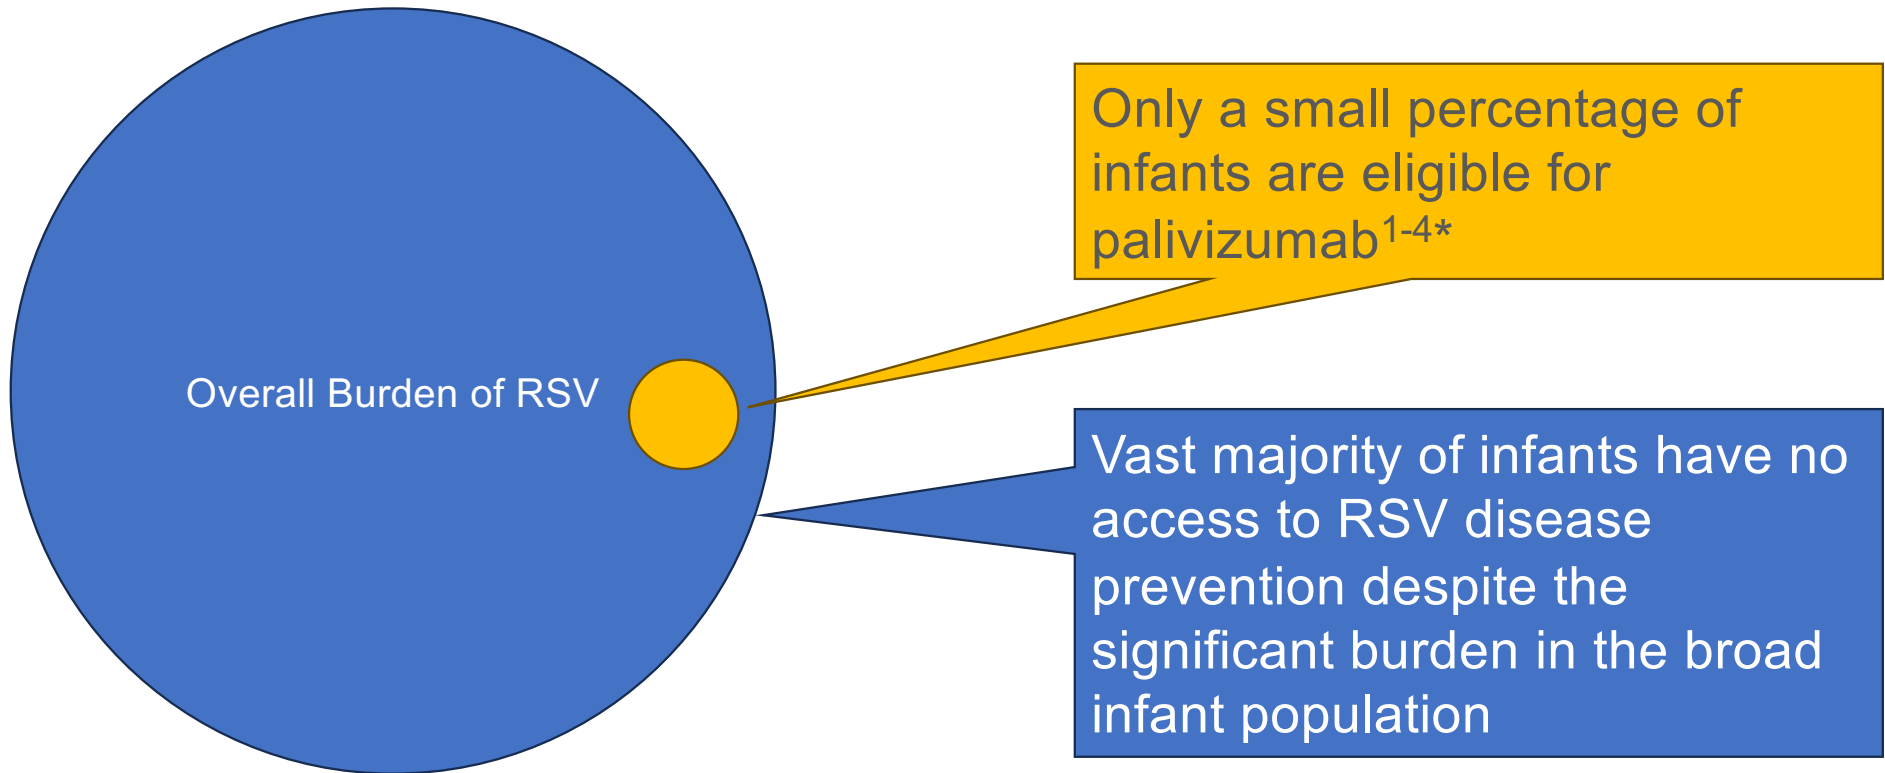 Overall Burden of RSV
Only a small percentage of
infants are eligible for
palivizumab¹⁻⁴*
Vast majority of infants have no
access to RSV disease
prevention despite the
significant burden in the broad
infant population